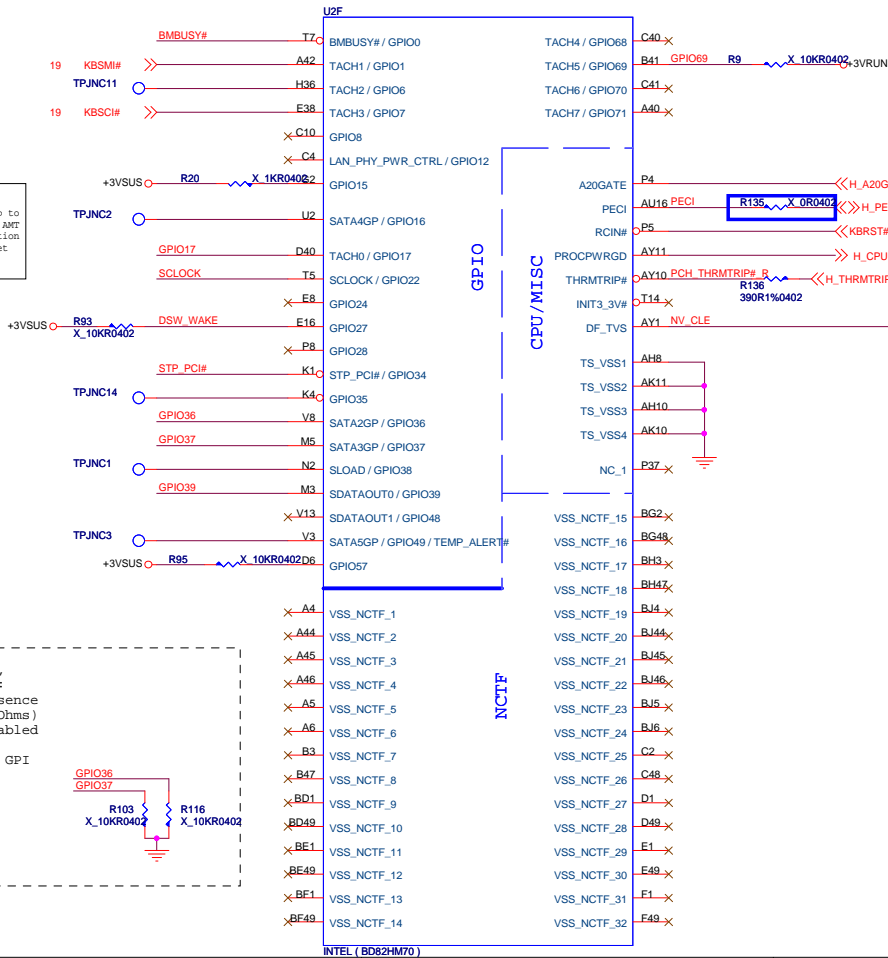 U2F
BMBUSY# T7 BMBUSY# / GPIO0
19 KBSMI# A42 TACH1 / GPIO1
TPJNC11 H36 TACH2 / GPIO6
19 KBSCI# E38 TACH3 / GPIO7
C10 GPIO8
C4 LAN_PHY_PWR_CTRL / GPIO12
+3VSUS R20 X_1KR0402 G2 GPIO15
TPJNC2 U2 SATA4GP / GPIO16
GPIO17 D40 TACH0 / GPIO17
SCLOCK T5 SCLOCK / GPIO22
E8 GPIO24
+3VSUS R93 X_10KR0402 DSW_WAKE E16 GPIO27
P8 GPIO28
STP_PCI# K1 STP_PCI# / GPIO34
TPJNC14 K4 GPIO35
GPIO36 V8 SATA2GP / GPIO36
GPIO37 M5 SATA3GP / GPIO37
TPJNC1 N2 SLOAD / GPIO38
GPIO39 M3 SDATAOUT0 / GPIO39
V13 SDATAOUT1 / GPIO48
TPJNC3 V3 SATA5GP / GPIO49 / TEMP_ALERT#
+3VSUS R95 X_10KR0402 D6 GPIO57
A4 VSS_NCTF_1
A44 VSS_NCTF_2
A45 VSS_NCTF_3
A46 VSS_NCTF_4
A5 VSS_NCTF_5
A6 VSS_NCTF_6
B3 VSS_NCTF_7
B47 VSS_NCTF_8
BD1 VSS_NCTF_9
BD49 VSS_NCTF_10
BE1 VSS_NCTF_11
BE49 VSS_NCTF_12
BF1 VSS_NCTF_13
BF49 VSS_NCTF_14
GPIO
CPU/MISC
NCTF
TACH4 / GPIO68 C40
TACH5 / GPIO69 B41 GPIO69 R9 X_10KR0402 +3VRUN
TACH6 / GPIO70 C41
TACH7 / GPIO71 A40
A20GATE P4 H_A20G
PECI AU16 PECI R135 X_0R0402 H_PE
RCIN# P5 KBRST#
PROCPWRGD AY11 H_CPU
THRMTRIP# AY10 PCH_THRMTRIP#_R R136 390R1%0402 H_THRMTRIP
INIT3_3V# T14
DF_TVS AY1 NV_CLE
TS_VSS1 AH8
TS_VSS2 AK11
TS_VSS3 AH10
TS_VSS4 AK10
NC_1 P37
VSS_NCTF_15 BG2
VSS_NCTF_16 BG48
VSS_NCTF_17 BH3
VSS_NCTF_18 BH47
VSS_NCTF_19 BJ4
VSS_NCTF_20 BJ44
VSS_NCTF_21 BJ45
VSS_NCTF_22 BJ46
VSS_NCTF_23 BJ5
VSS_NCTF_24 BJ6
VSS_NCTF_25 C2
VSS_NCTF_26 C48
VSS_NCTF_27 D1
VSS_NCTF_28 D49
VSS_NCTF_29 E1
VSS_NCTF_30 E49
VSS_NCTF_31 F1
VSS_NCTF_32 F49
INTEL ( BD82HM70 )
to
AMT
tion
et
sence
Ohms)
abled
GPI
GPIO36
GPIO37
R103 X_10KR0402
R116 X_10KR0402